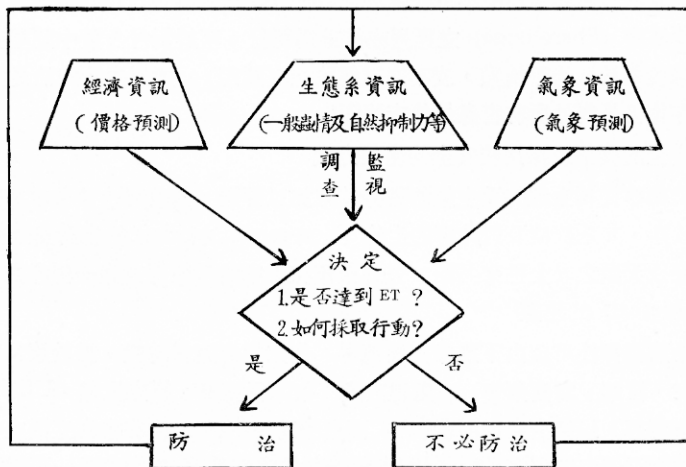 經濟資訊
(價格預測)
生態系資訊
(一般蟲情及自然抑制力等)
氣象資訊
(氣象預測)
調查
監視
決定
1.是否達到 ET ?
2.如何採取行動?
是
否
防 治
不必防治